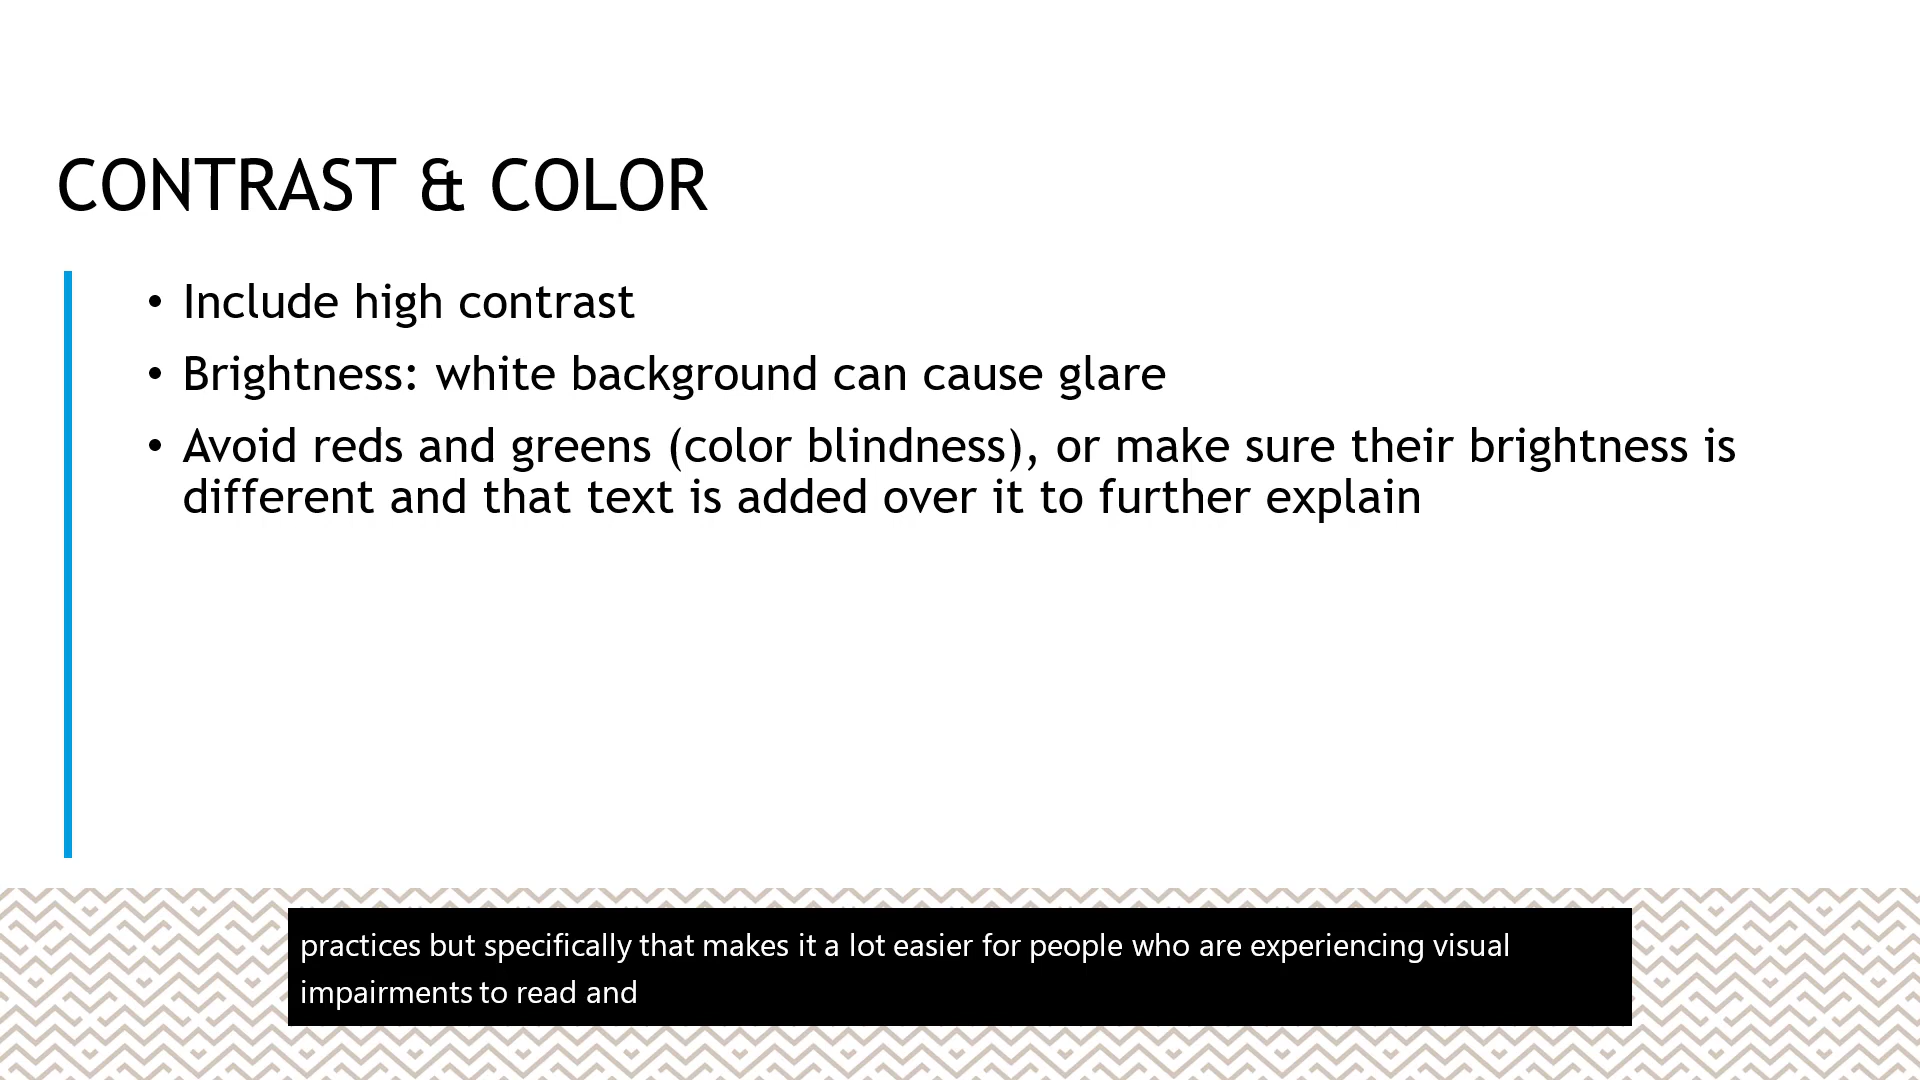 CONTRAST & COLOR
• Include high contrast
• Brightness: white background can cause glare
• Avoid reds and greens (color blindness), or make sure their brightness is
different and that text is added over it to further explain
practices but specifically that makes it a lot easier for people who are experiencing visual
impairments to read and